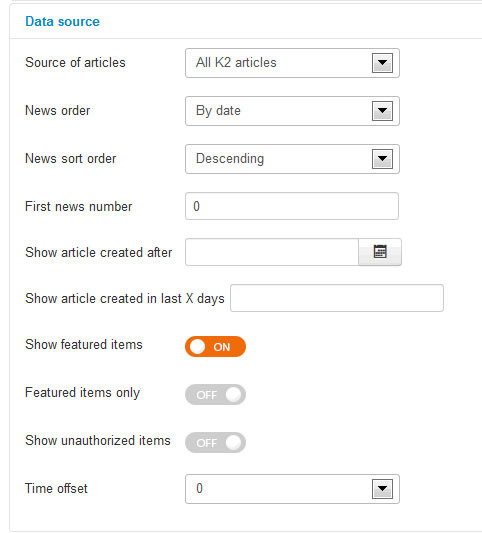 Data source
Source of articles All K2 articles
News order By date
News sort order Descending
First news number 0
Show article created after
Show article created in last X days
Show featured items ON
Featured items only OFF
Show unauthorized items OFF
Time offset 0